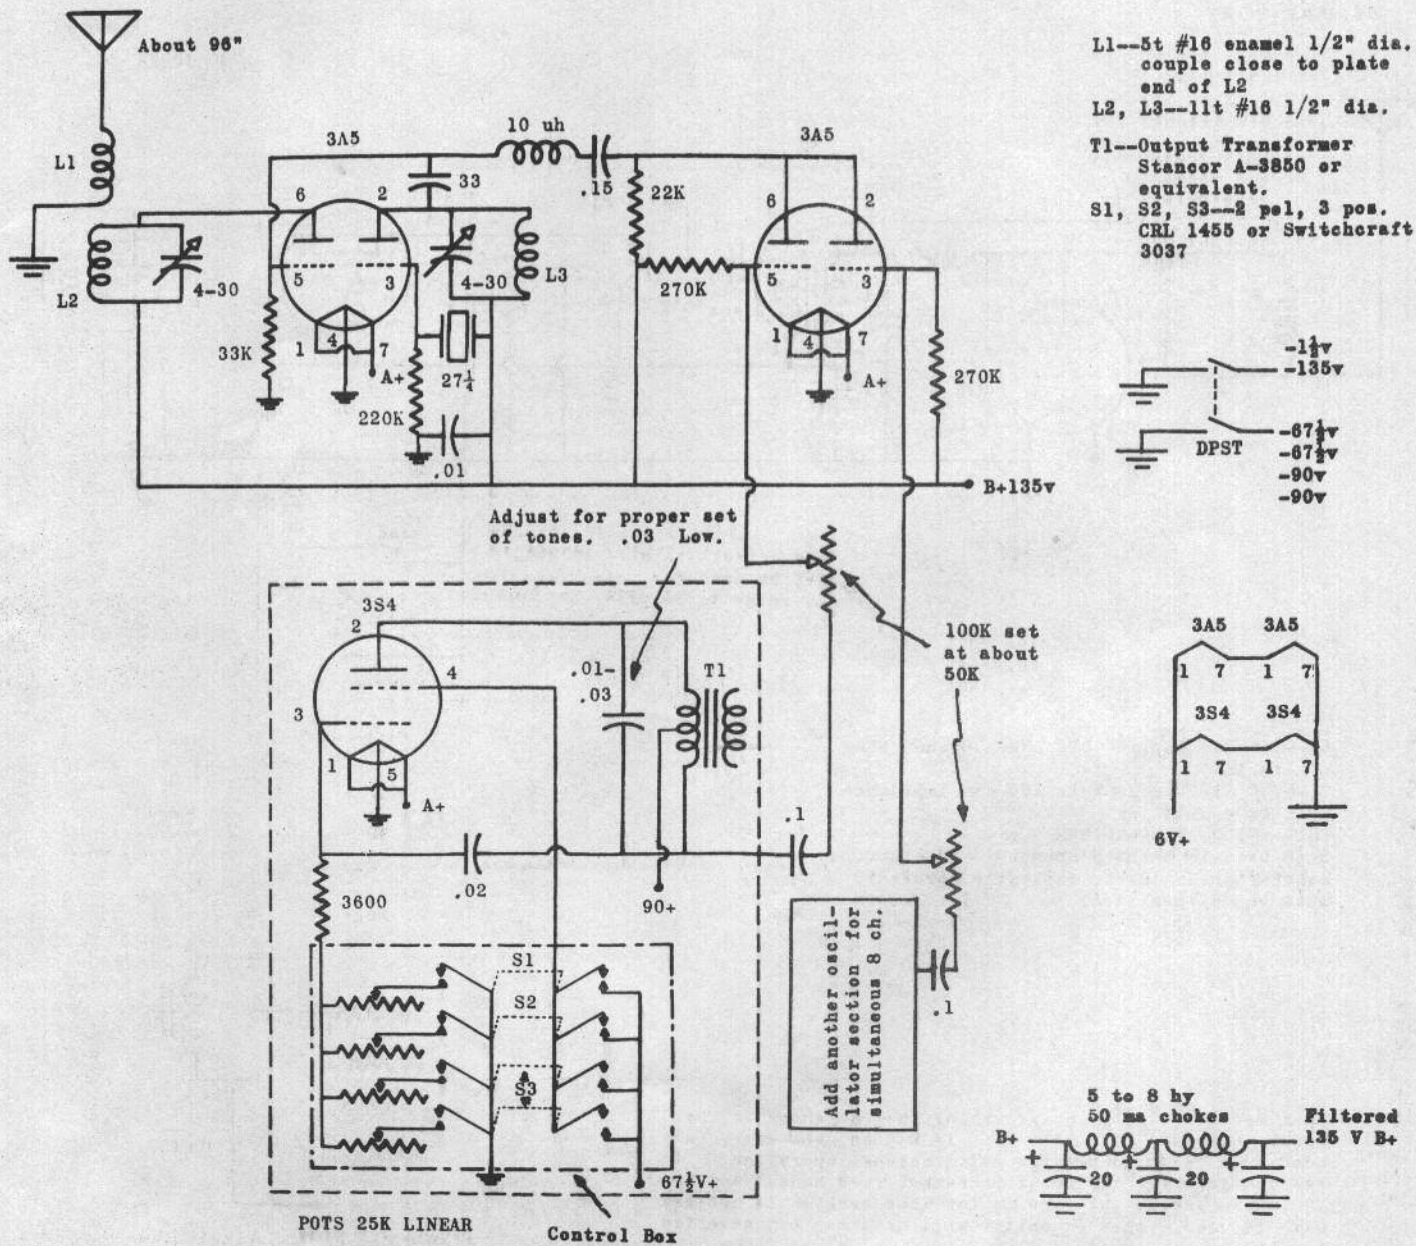 About 96"
L1--5t #16 enamel 1/2" dia.
couple close to plate
end of L2
L2, L3--11t #16 1/2" dia.
T1--Output Transformer
Stancor A-3850 or
equivalent.
S1, S2, S3--2 pol, 3 pos.
CRL 1455 or Switchcraft
3037
L1
3A5
10 uh
.15
3A5
33
22K
6
2
6
2
L2
4-30
5
3
4-30
L3
270K
5
3
33K
1
4
7
A+
27¼
220K
.01
1
4
7
A+
270K
-1½v
-135v
DPST
-67½v
-67½v
-90v
-90v
B+135v
Adjust for proper set
of tones. .03 Low.
3S4
2
4
3
1
5
A+
.01-
.03
T1
100K set
at about
50K
3A5 3A5
1 7 1 7
3S4 3S4
1 7 1 7
6V+
.02
.1
90+
3600
S1
S2
S3
67½V+
POTS 25K LINEAR
Control Box
Add another oscil-
lator section for
simultaneous 8 ch.
.1
5 to 8 hy
50 ma chokes
B+
Filtered
135 V B+
+
+
+
20
20